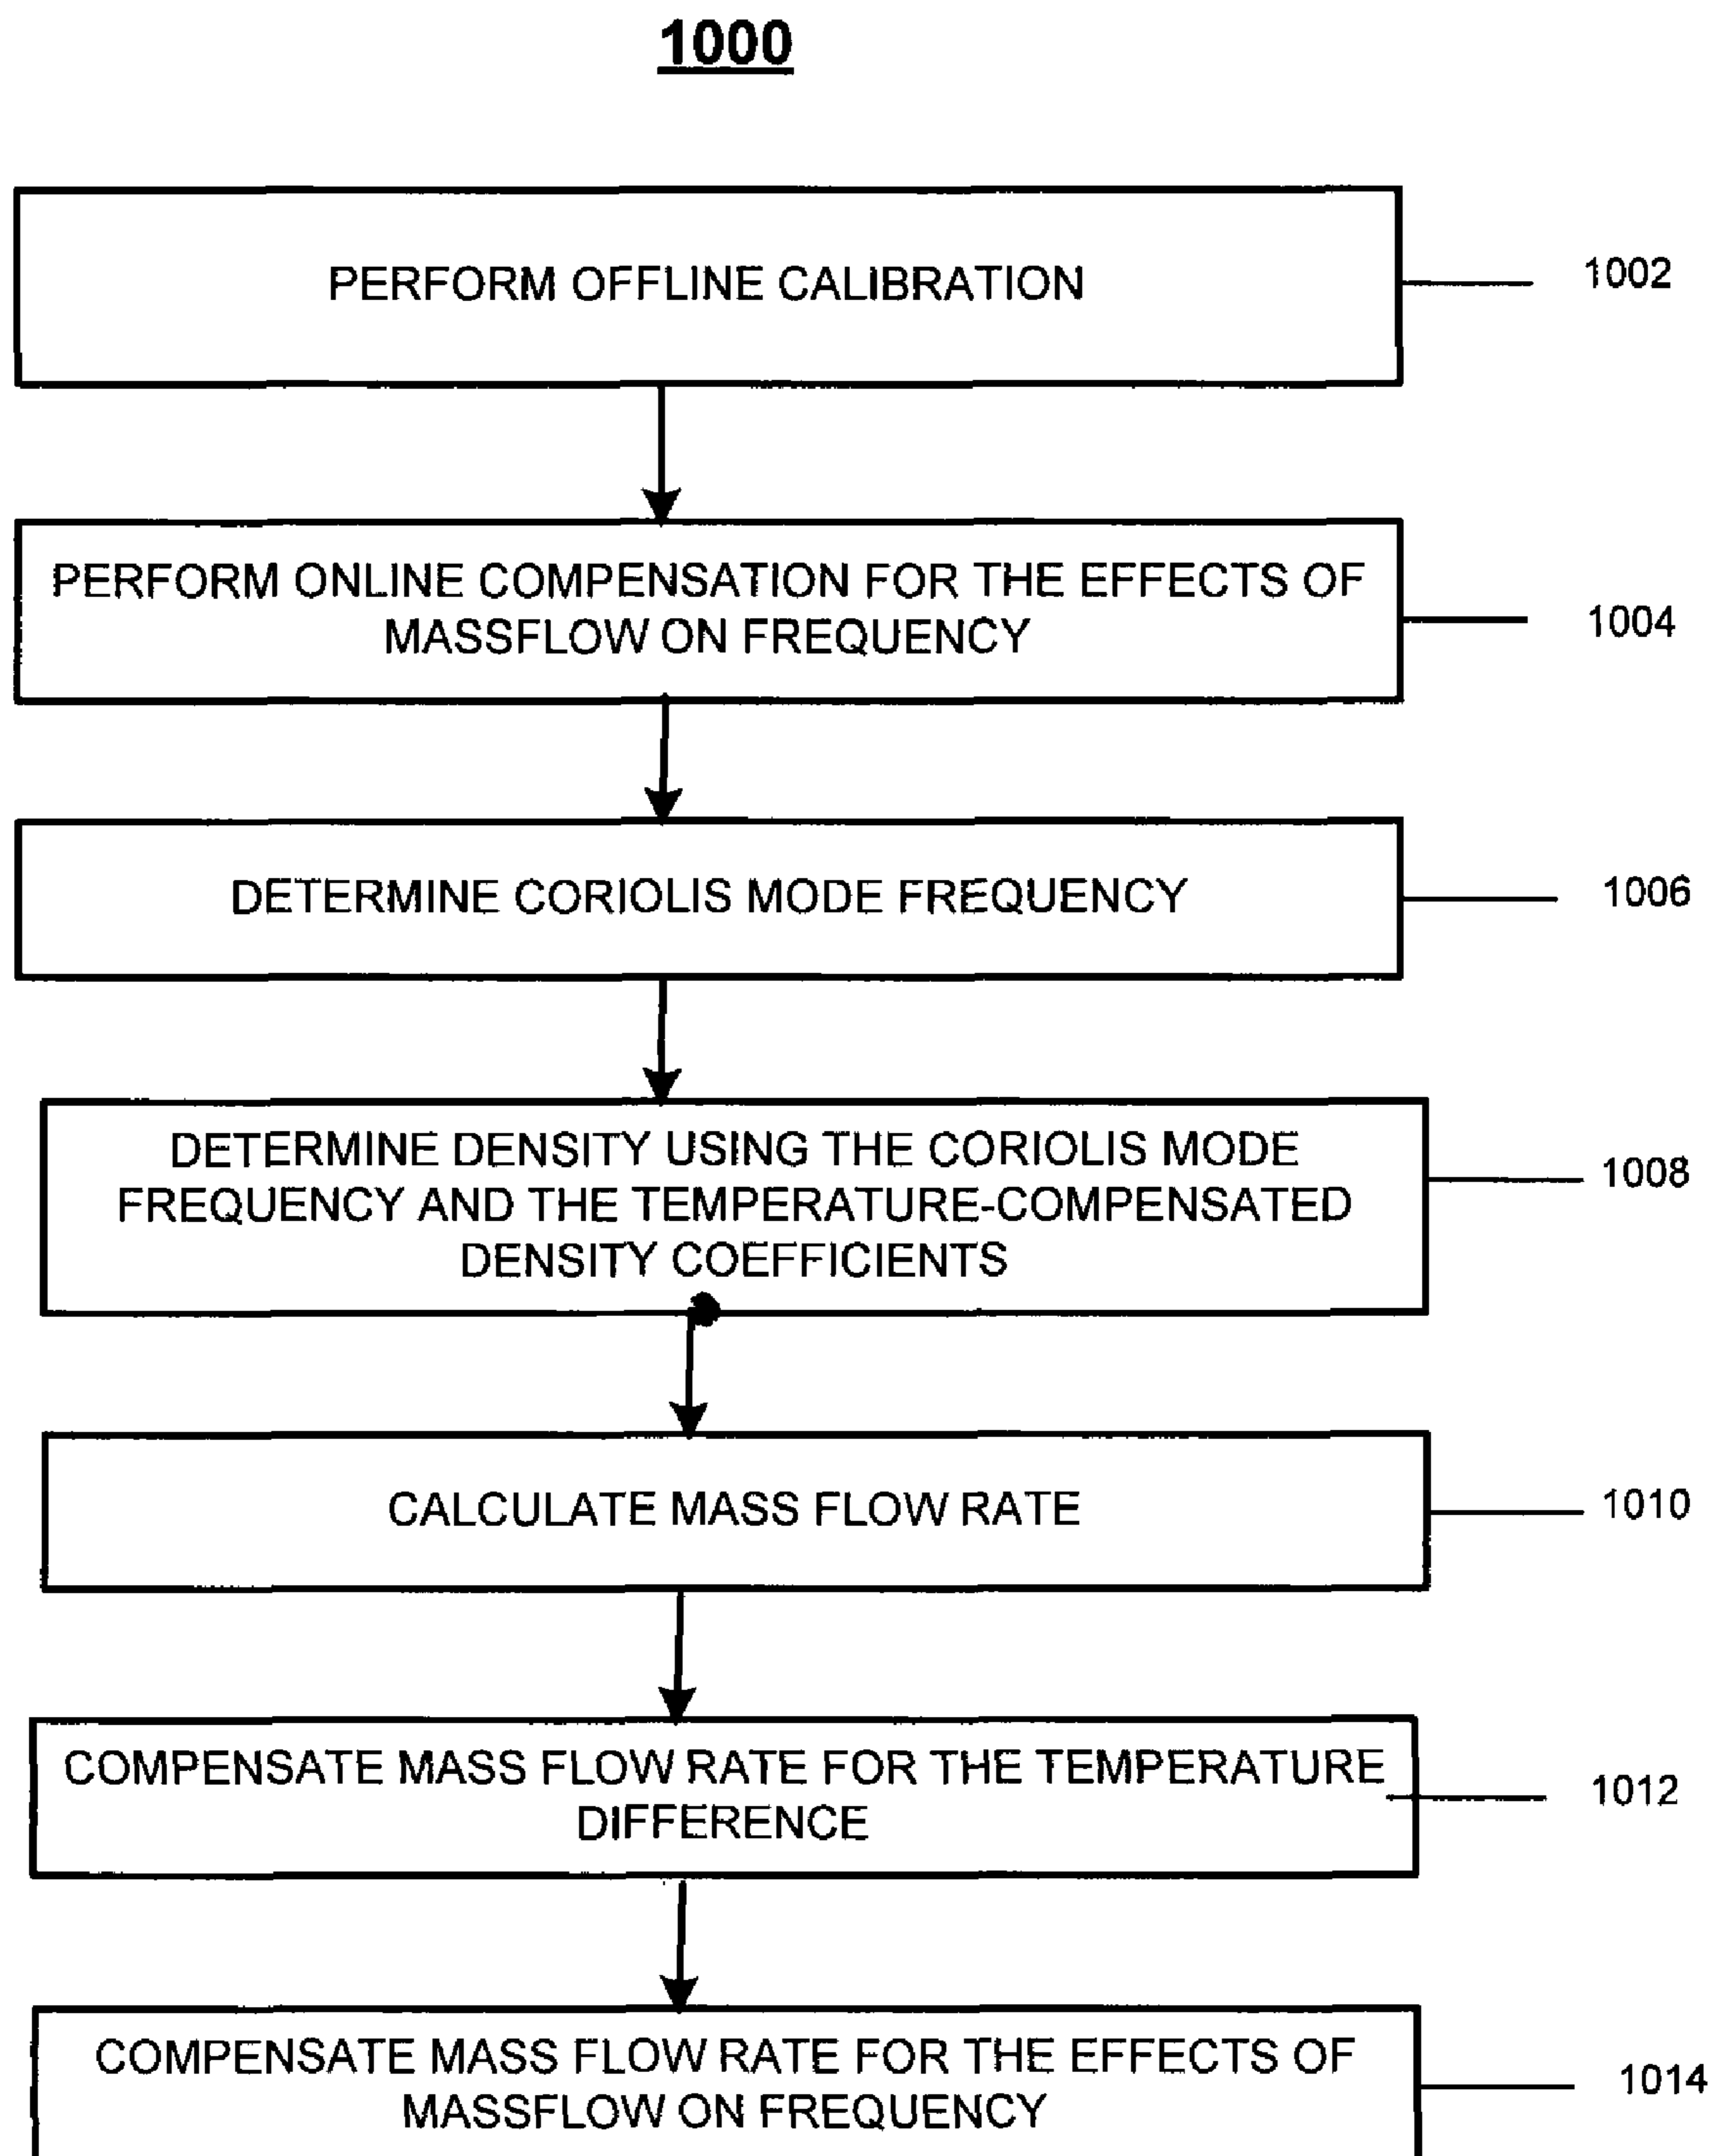 1000
PERFORM OFFLINE CALIBRATION
1002
PERFORM ONLINE COMPENSATION FOR THE EFFECTS OF
MASSFLOW ON FREQUENCY
1004
DETERMINE CORIOLIS MODE FREQUENCY
1006
DETERMINE DENSITY USING THE CORIOLIS MODE
FREQUENCY AND THE TEMPERATURE-COMPENSATED
DENSITY COEFFICIENTS
1008
CALCULATE MASS FLOW RATE
1010
COMPENSATE MASS FLOW RATE FOR THE TEMPERATURE
DIFFERENCE
1012
COMPENSATE MASS FLOW RATE FOR THE EFFECTS OF
MASSFLOW ON FREQUENCY
1014